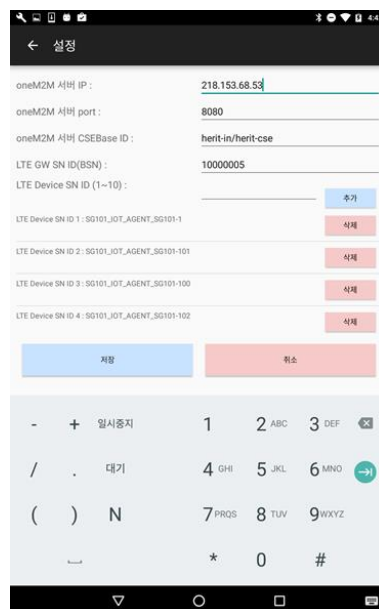 4:4
설정
oneM2M 서버 IP : 218.153.68.53
oneM2M 서버 port : 8080
oneM2M 서버 CSEBase ID : herit-in/herit-cse
LTE GW SN ID(BSN) : 10000005
LTE Device SN ID (1~10) : 추가
LTE Device SN ID 1 : SG101_IOT_AGENT_SG101-1 삭제
LTE Device SN ID 2 : SG101_IOT_AGENT_SG101-101 삭제
LTE Device SN ID 3 : SG101_IOT_AGENT_SG101-100 삭제
LTE Device SN ID 4 : SG101_IOT_AGENT_SG101-102 삭제
저장 취소
- + 일시중지 1 2 ABC 3 DEF
/ . 대기 4 GHI 5 JKL 6 MNO
( ) N 7 PRQS 8 TUV 9 WXYZ
* 0 #